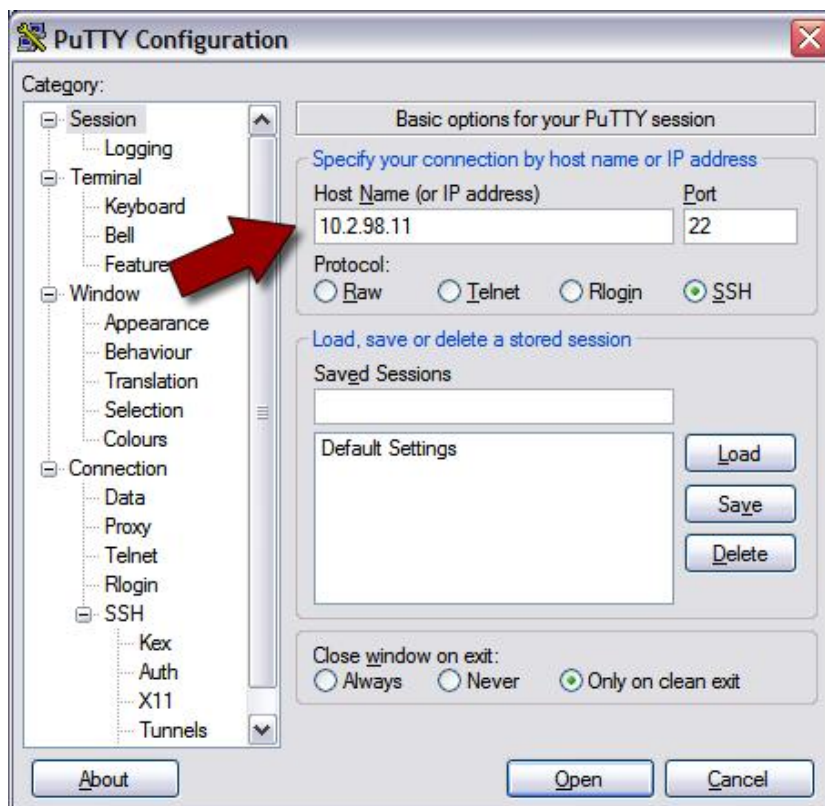 PuTTY Configuration
Category:
Session
Logging
Terminal
Keyboard
Bell
Feature
Window
Appearance
Behaviour
Translation
Selection
Colours
Connection
Data
Proxy
Telnet
Rlogin
SSH
Kex
Auth
X11
Tunnels
Basic options for your PuTTY session
Specify your connection by host name or IP address
Host Name (or IP address) Port
10.2.98.11 22
Protocol:
Raw Telnet Rlogin SSH
Load, save or delete a stored session
Saved Sessions
Default Settings
Load
Save
Delete
Close window on exit:
Always Never Only on clean exit
About Open Cancel